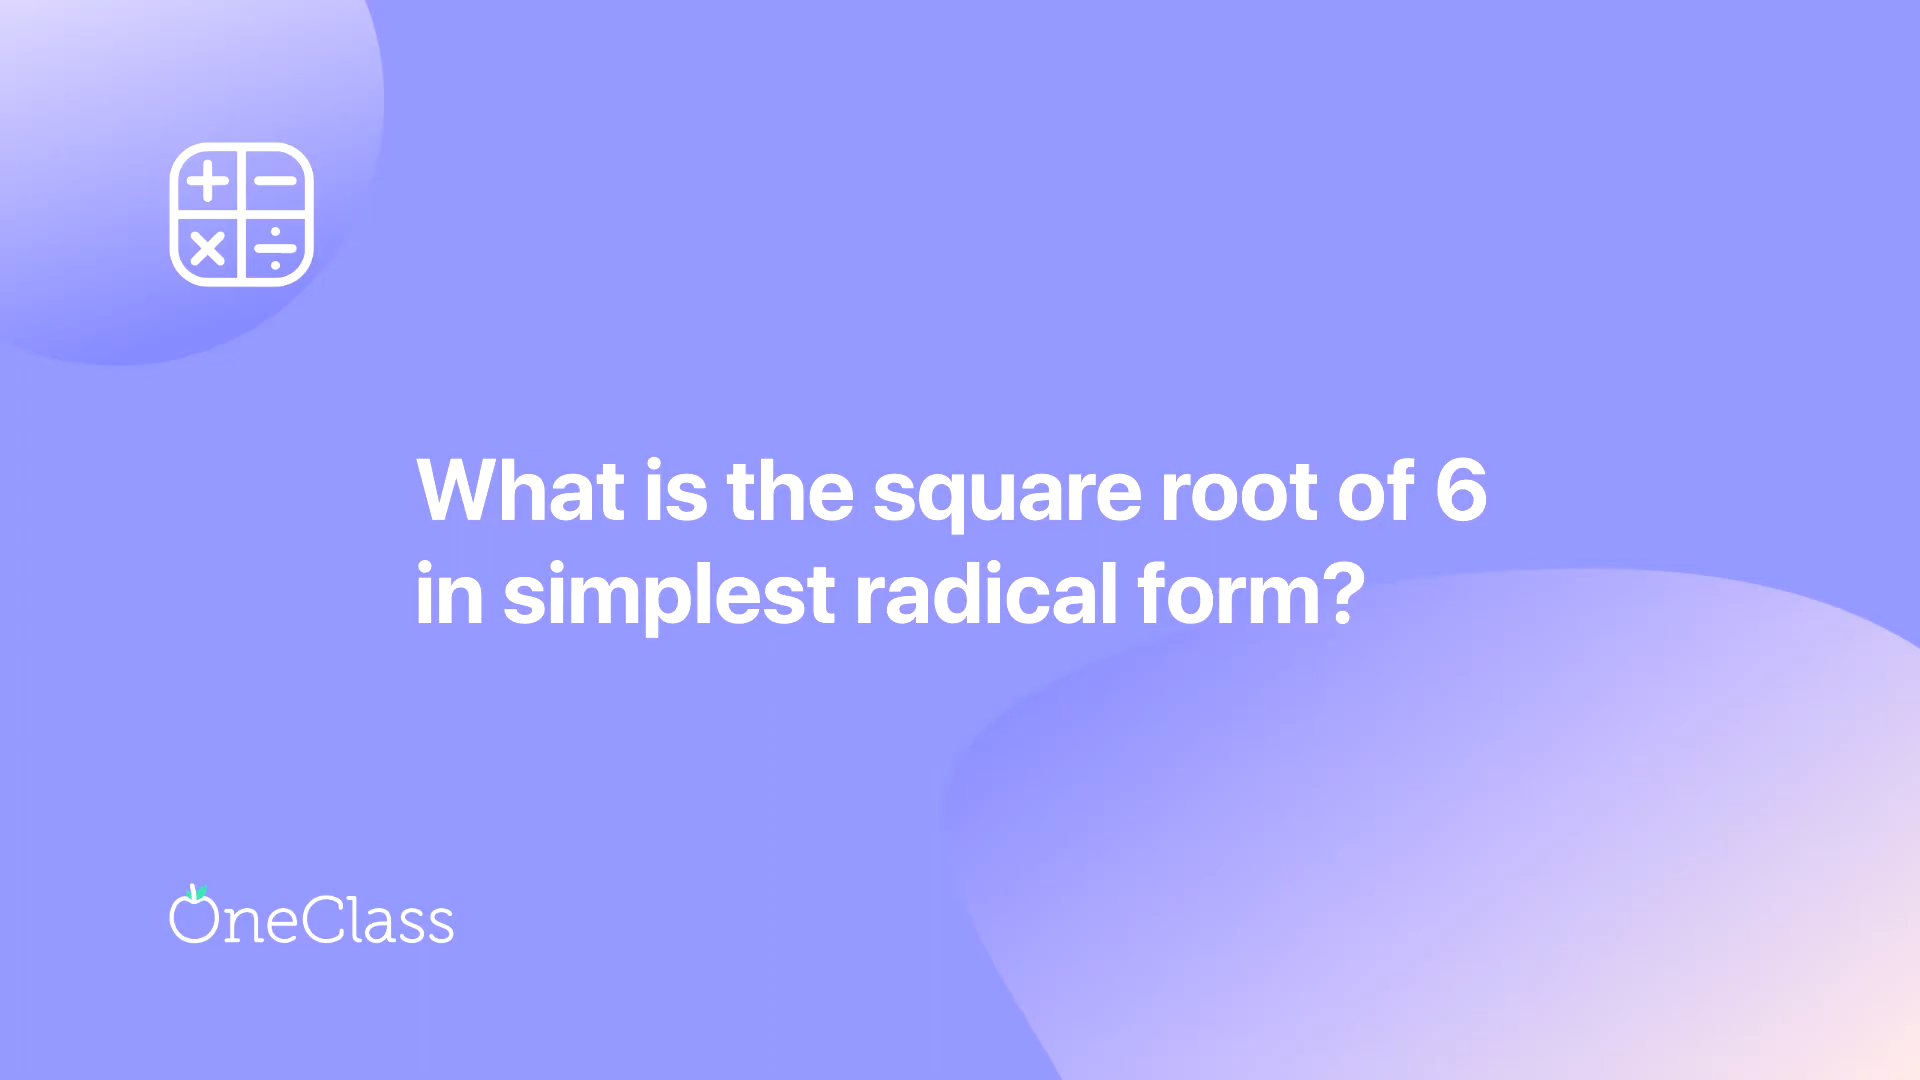 What is the square root of 6
in simplest radical form?
OneClass